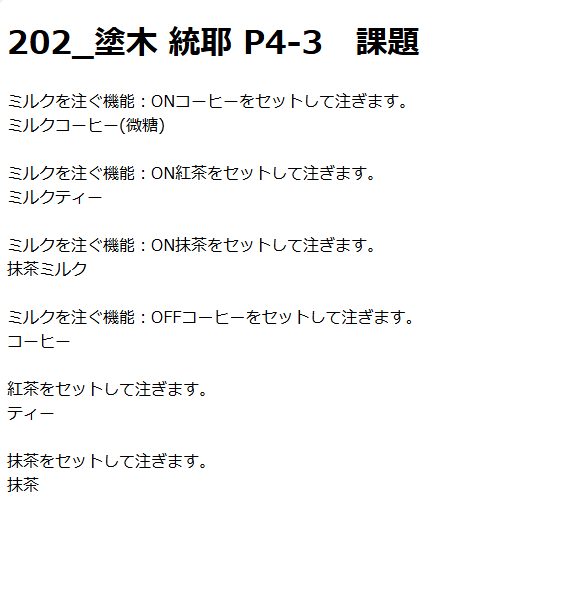 202_塗木 統耶 P4-3　課題
ミルクを注ぐ機能：ONコーヒーをセットして注ぎます。
ミルクコーヒー(微糖)
ミルクを注ぐ機能：ON紅茶をセットして注ぎます。
ミルクティー
ミルクを注ぐ機能：ON抹茶をセットして注ぎます。
抹茶ミルク
ミルクを注ぐ機能：OFFコーヒーをセットして注ぎます。
コーヒー
紅茶をセットして注ぎます。
ティー
抹茶をセットして注ぎます。
抹茶